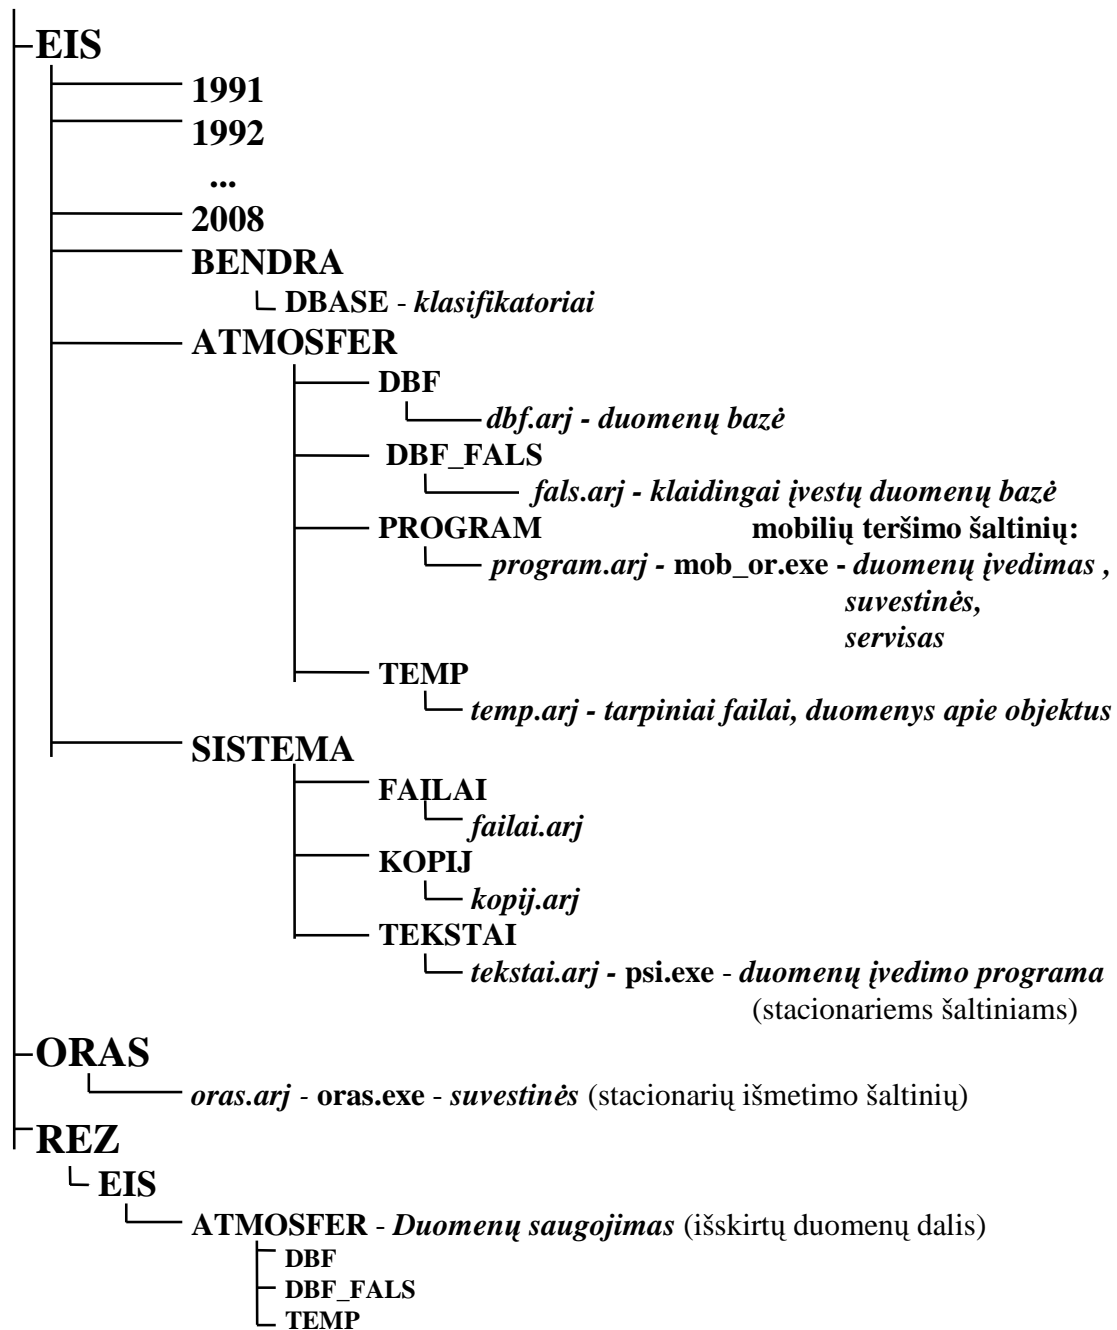 EIS
1991
1992
...
2008
BENDRA
DBASE - klasifikatoriai
ATMOSFER
DBF
dbf.arj - duomenų bazė
DBF_FALS
fals.arj - klaidingai įvestų duomenų bazė
PROGRAM mobilių teršimo šaltinių:
program.arj - mob_or.exe - duomenų įvedimas ,
suvestinės,
servisas
TEMP
temp.arj - tarpiniai failai, duomenys apie objektus
SISTEMA
FAILAI
failai.arj
KOPIJ
kopij.arj
TEKSTAI
tekstai.arj - psi.exe - duomenų įvedimo programa
(stacionariems šaltiniams)
ORAS
oras.arj - oras.exe - suvestinės (stacionarių išmetimo šaltinių)
REZ
EIS
ATMOSFER - Duomenų saugojimas (išskirtų duomenų dalis)
DBF
DBF_FALS
TEMP